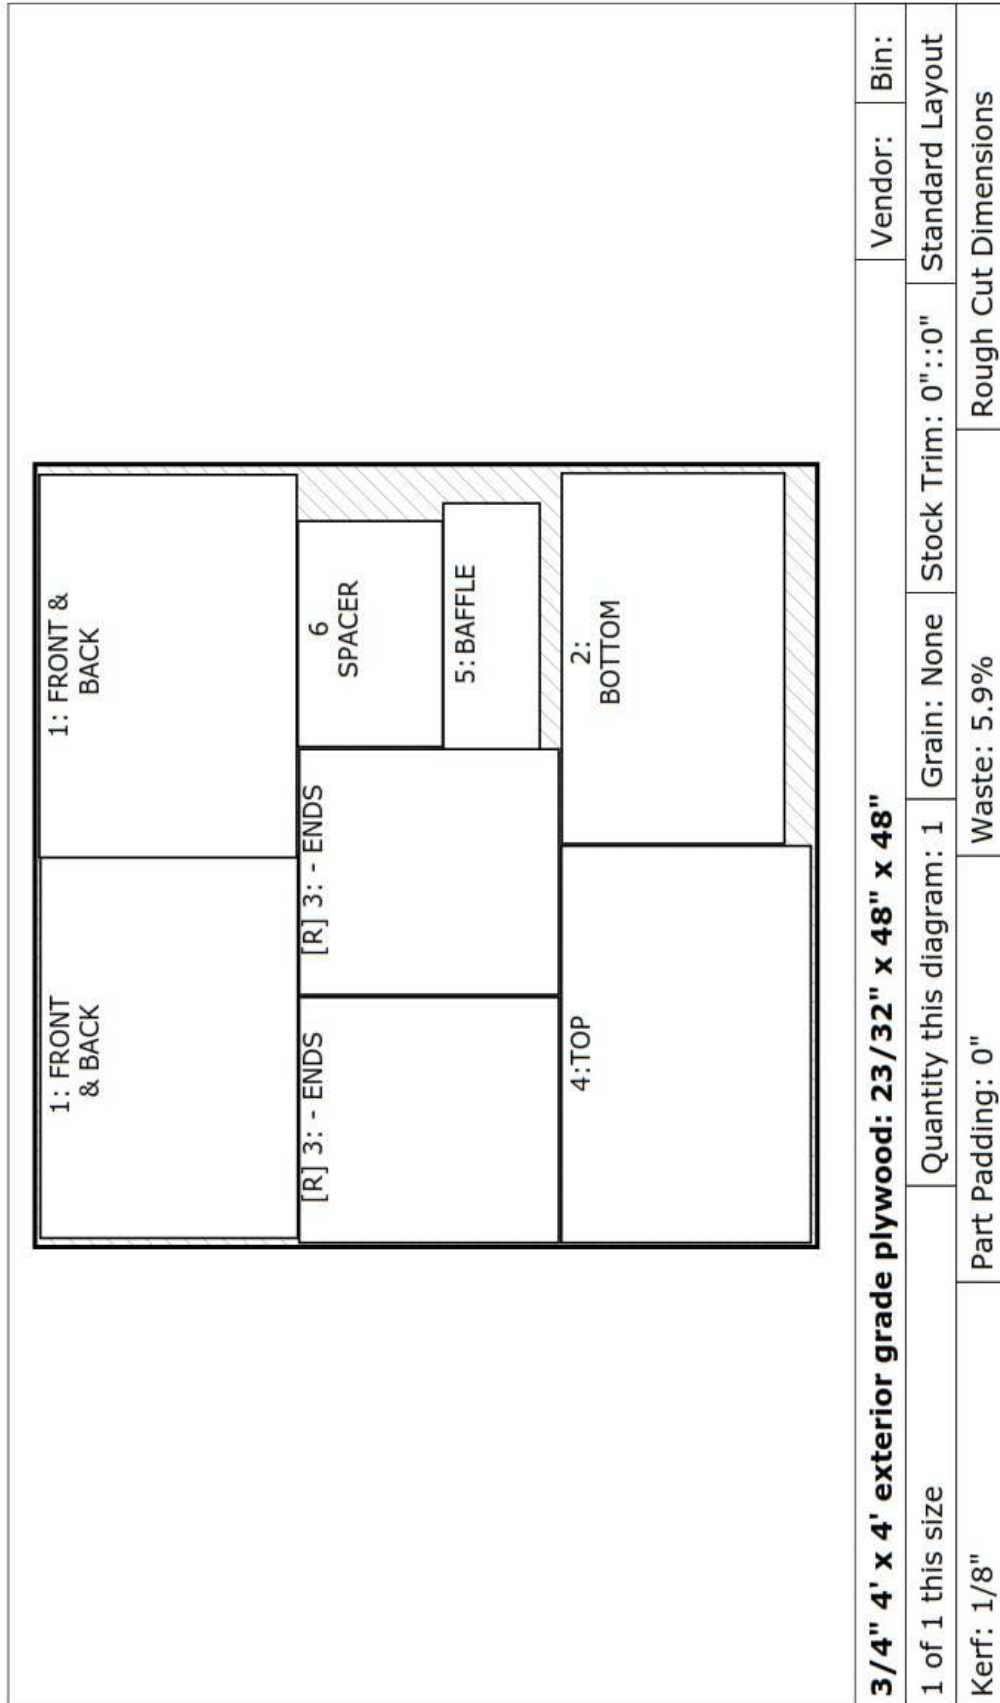 1: FRONT
& BACK
1: FRONT &
BACK
[R] 3: - ENDS
[R] 3: - ENDS
6
SPACER
5:BAFFLE
4:TOP
2:
BOTTOM
3/4" 4' x 4' exterior grade plywood: 23/32" x 48" x 48"
Vendor:
Bin:
1 of 1 this size
Quantity this diagram: 1
Grain: None
Stock Trim: 0"::0"
Standard Layout
Kerf: 1/8"
Part Padding: 0"
Waste: 5.9%
Rough Cut Dimensions